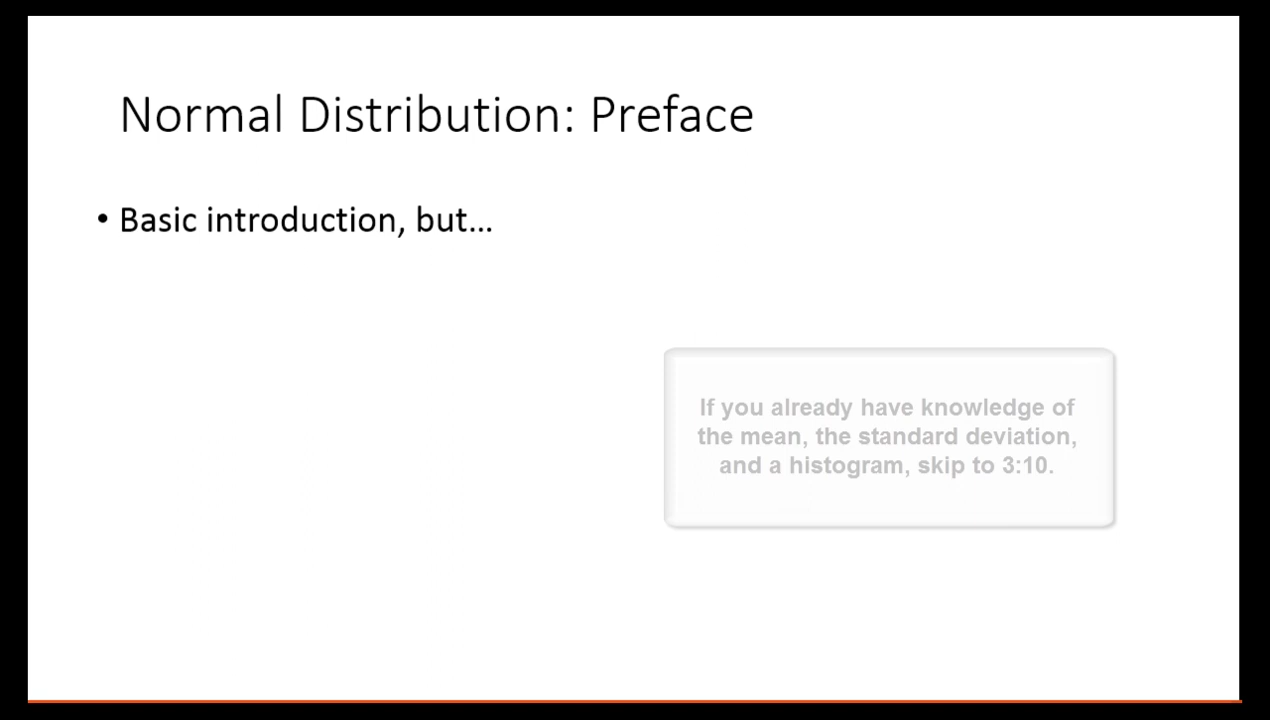 Normal Distribution: Preface
• Basic introduction, but…
If you already have knowledge of
the mean, the standard deviation,
and a histogram, skip to 3:10.